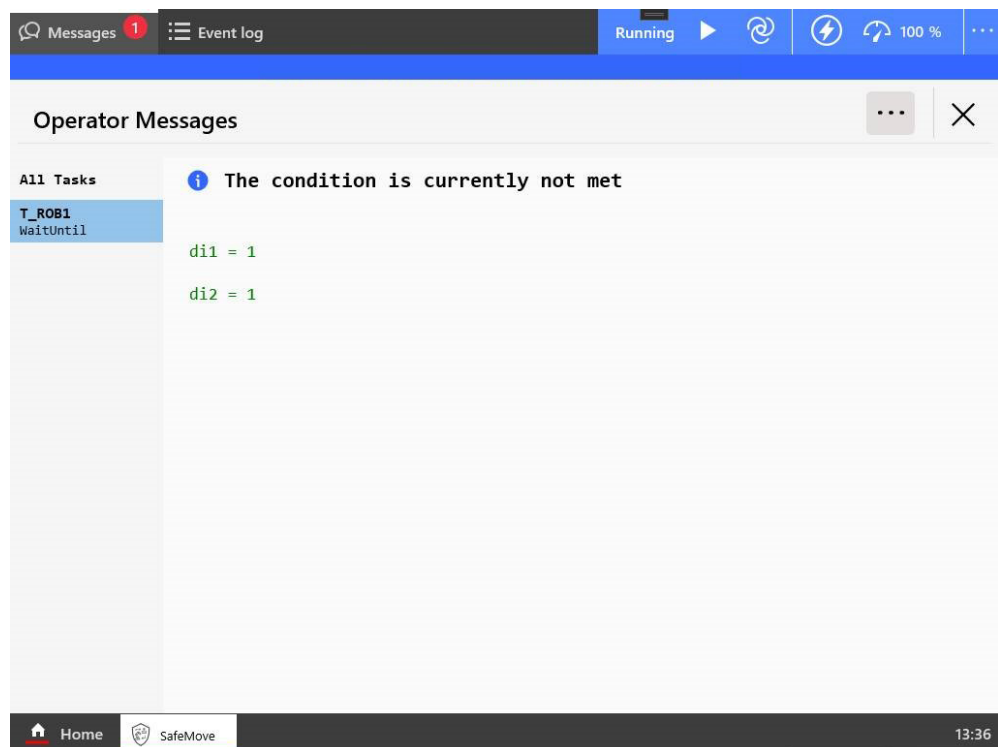 Messages 1 Event log Running 100 %
Operator Messages
All Tasks
The condition is currently not met
T_ROB1
WaitUntil
di1 = 1
di2 = 1
Home SafeMove 13:36